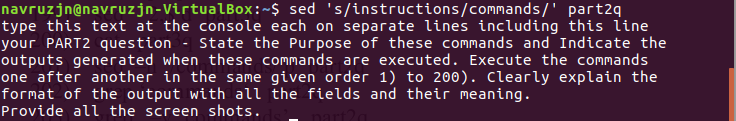 navruzjn@navruzjn-VirtualBox:~$ sed 's/instructions/commands/' part2q
type this text at the console each on separate lines including this line
your PART2 question - State the Purpose of these commands and Indicate the
outputs generated when these commands are executed. Execute the commands
one after another in the same given order 1) to 200). Clearly explain the
format of the output with all the fields and their meaning.
Provide all the screen shots.